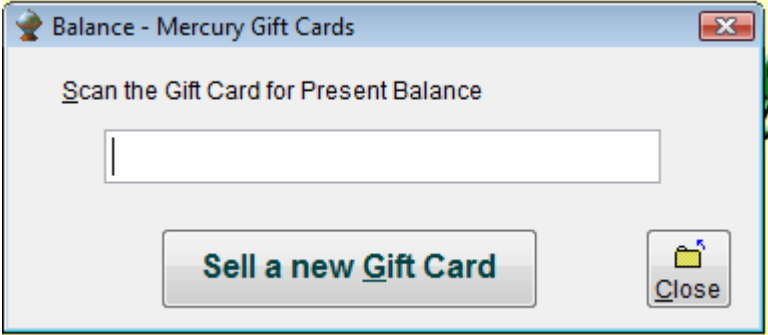 Balance - Mercury Gift Cards
Scan the Gift Card for Present Balance
Sell a new Gift Card
Close